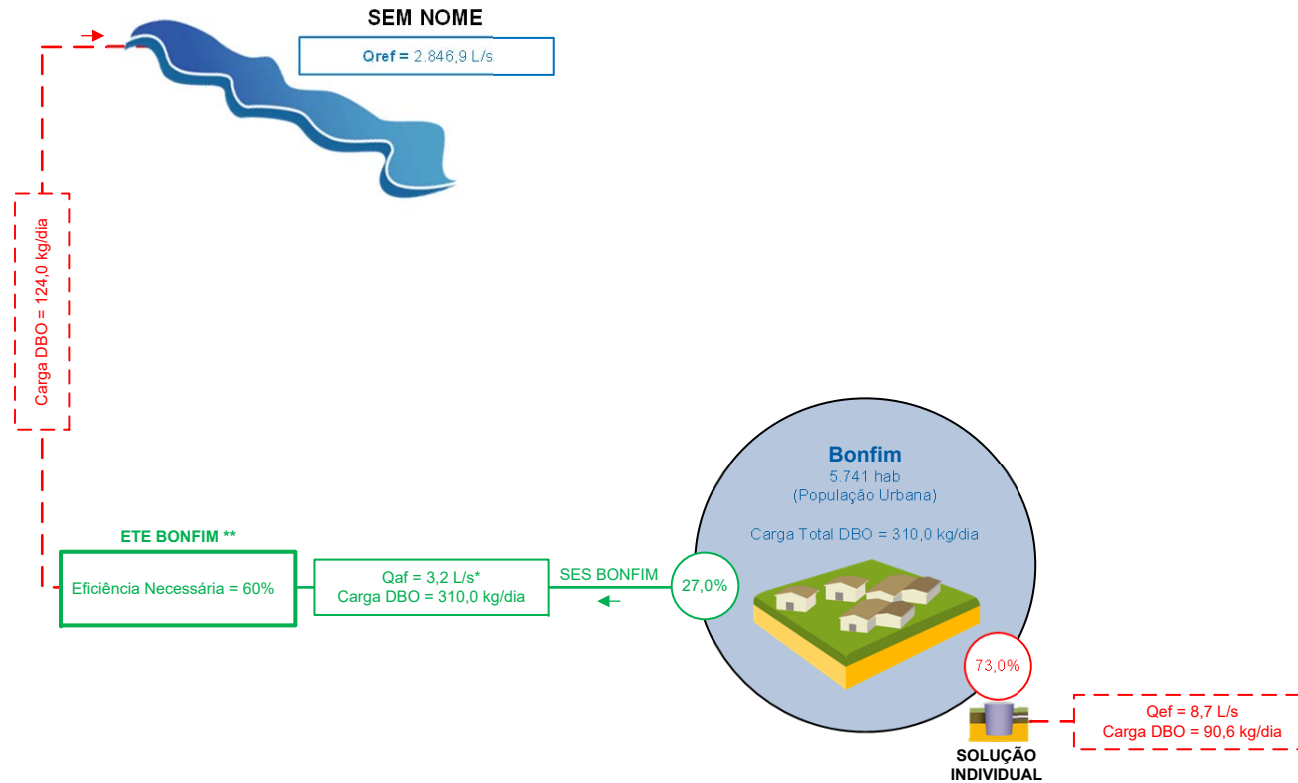 SEM NOME
Qref = 2.846,9 L/s
Carga DBO = 124,0 kg/dia
Bonfim
5.741 hab
(População Urbana)
Carga Total DBO = 310,0 kg/dia
ETE BONFIM **
Eficiência Necessária = 60%
Qaf = 3,2 L/s*
Carga DBO = 310,0 kg/dia
SES BONFIM
27,0%
73,0%
SOLUÇÃO
INDIVIDUAL
Qef = 8,7 L/s
Carga DBO = 90,6 kg/dia